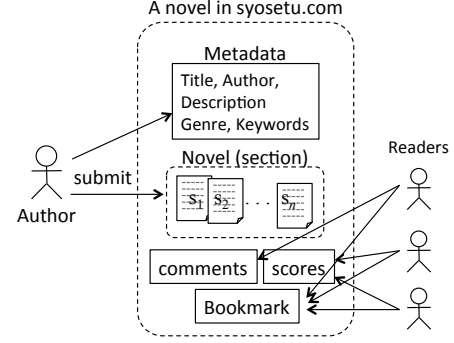 A novel in syosetu.com
Metadata
Title, Author,
Description
Genre, Keywords
Novel (section)
submit
Author
s1 s2 . . . sn
Readers
comments
scores
Bookmark